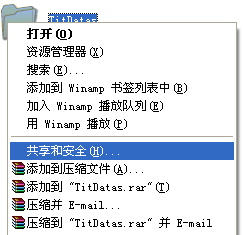 TitDatas
打开(O)
资源管理器(X)
搜索(E)...
添加到 Winamp 书签列表中(B)
加入 Winamp 播放队列(E)
用 Winamp 播放(P)
共享和安全(H)...
添加到压缩文件(A)...
添加到 "TitDatas.rar"(T)
压缩并 E-mail...
压缩到 "TitDatas.rar" 并 E-mail